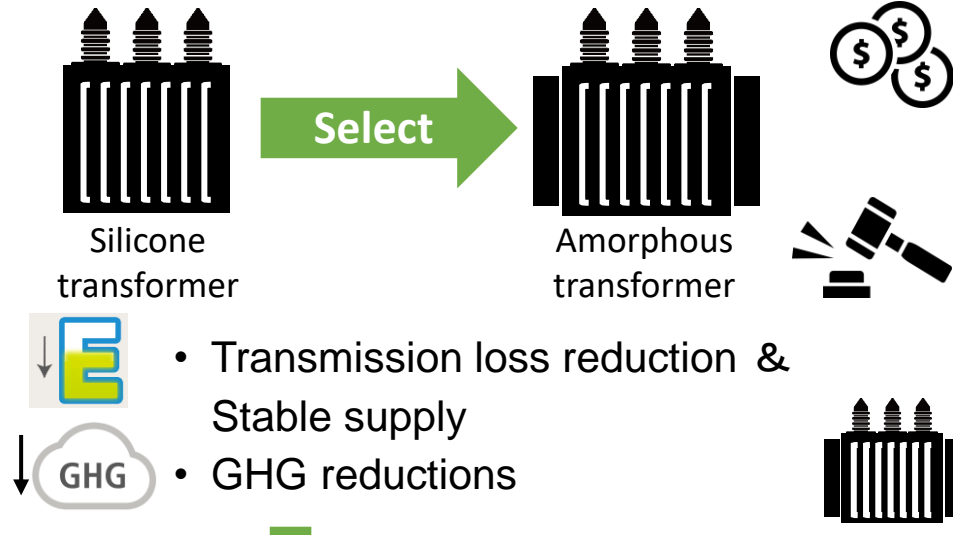 $
$
$
Select
Silicone
transformer
Amorphous
transformer
E
• Transmission loss reduction &
Stable supply
GHG
• GHG reductions